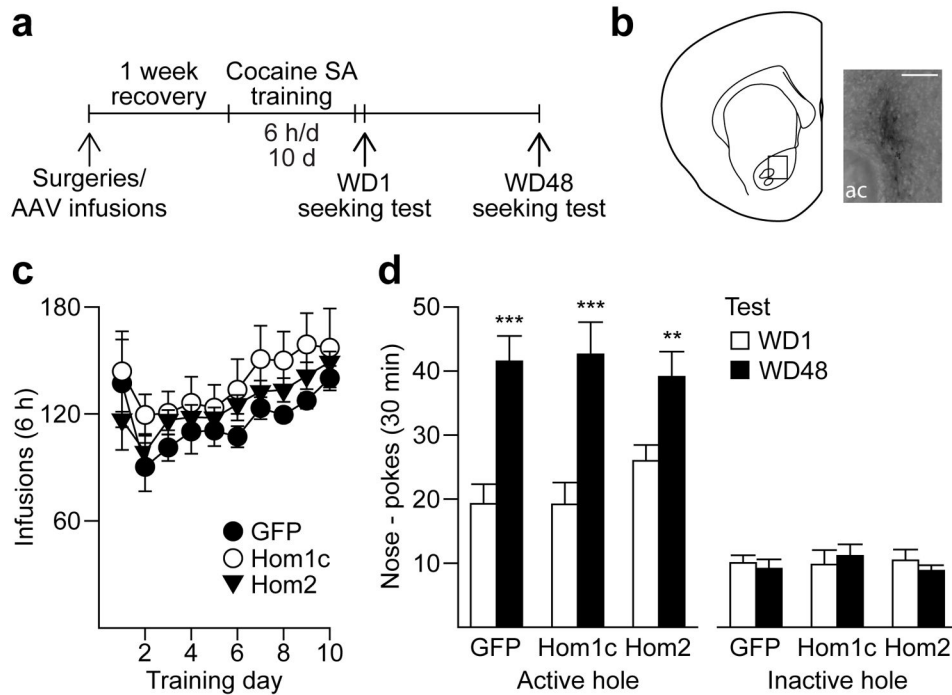 a
1 week
recovery
Cocaine SA
training
6 h/d
10 d
Surgeries/
AAV infusions
WD1
seeking test
WD48
seeking test
b
ac
c
Infusions (6 h)
180
120
60
GFP
Hom1c
Hom2
2 4 6 8 10
Training day
d
Nose - pokes (30 min)
50
40
30
20
10
***
***
**
Test
WD1
WD48
GFP Hom1c Hom2
Active hole
GFP Hom1c Hom2
Inactive hole